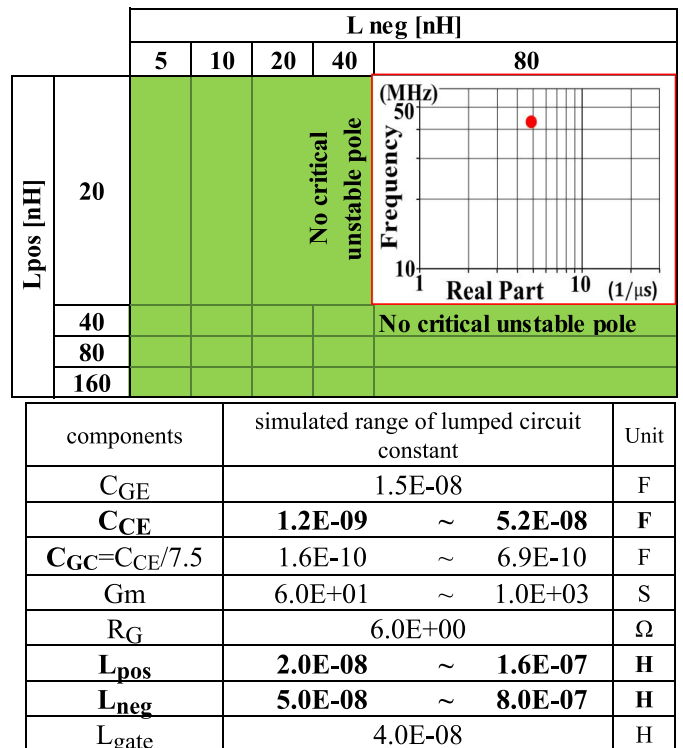 L neg [nH]
5 10 20 40 80
Lpos [nH]
20
No critical
unstable pole
(MHz)
50
Frequency
10
1 Real Part 10 (1/μs)
40 No critical unstable pole
80
160
components simulated range of lumped circuit constant Unit
CGE 1.5E-08 F
CCE 1.2E-09 ~ 5.2E-08 F
CGC=CCE/7.5 1.6E-10 ~ 6.9E-10 F
Gm 6.0E+01 ~ 1.0E+03 S
RG 6.0E+00 Ω
Lpos 2.0E-08 ~ 1.6E-07 H
Lneg 5.0E-08 ~ 8.0E-07 H
Lgate 4.0E-08 H